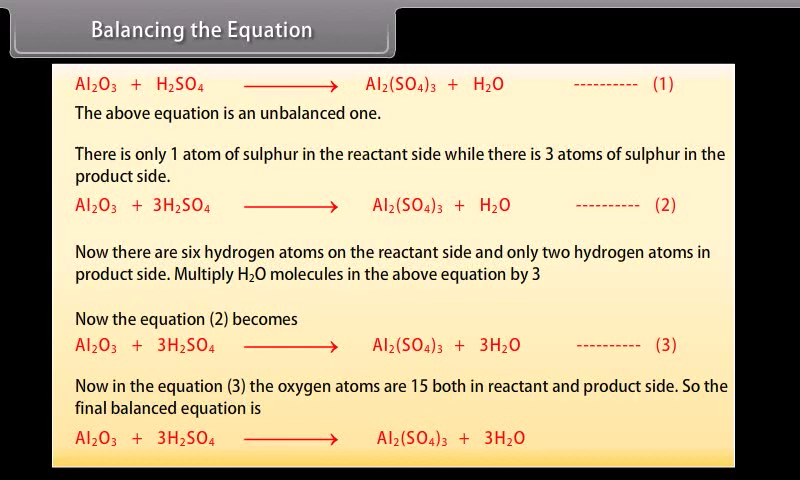 Balancing the Equation
Al₂O₃ + H₂SO₄ ⟶ Al₂(SO₄)₃ + H₂O ---------- (1)
The above equation is an unbalanced one.
There is only 1 atom of sulphur in the reactant side while there is 3 atoms of sulphur in the
product side.
Al₂O₃ + 3H₂SO₄ ⟶ Al₂(SO₄)₃ + H₂O ---------- (2)
Now there are six hydrogen atoms on the reactant side and only two hydrogen atoms in
product side. Multiply H₂O molecules in the above equation by 3
Now the equation (2) becomes
Al₂O₃ + 3H₂SO₄ ⟶ Al₂(SO₄)₃ + 3H₂O ---------- (3)
Now in the equation (3) the oxygen atoms are 15 both in reactant and product side. So the
final balanced equation is
Al₂O₃ + 3H₂SO₄ ⟶ Al₂(SO₄)₃ + 3H₂O